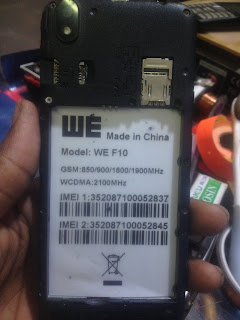 WE Made in China
Model: WE F10
GSM:850/900/1800/1900MHz
WCDMA:2100MHz
IMEI 1:352087100052837
IMEI 2:352087100052845